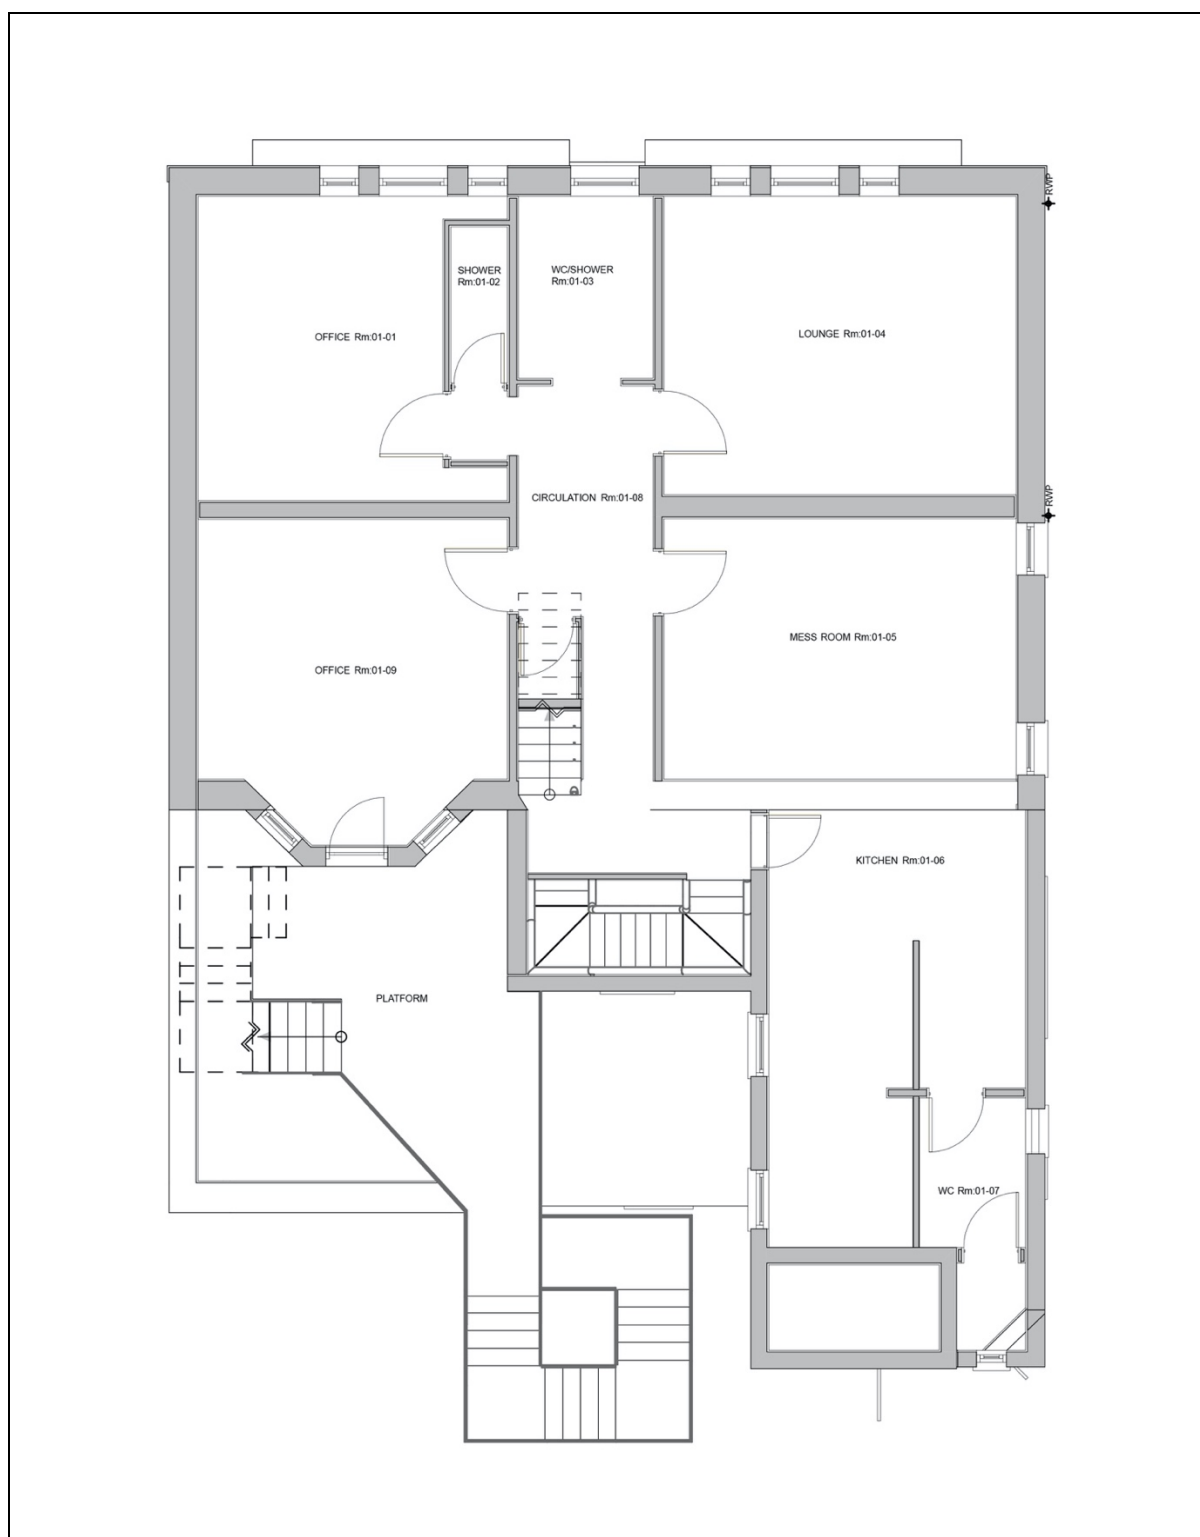 RWP
SHOWER
Rm:01-02
WC/SHOWER
Rm:01-03
OFFICE Rm:01-01
LOUNGE Rm:01-04
CIRCULATION Rm:01-08
RWP
MESS ROOM Rm:01-05
OFFICE Rm:01-09
KITCHEN Rm:01-06
PLATFORM
WC Rm:01-07